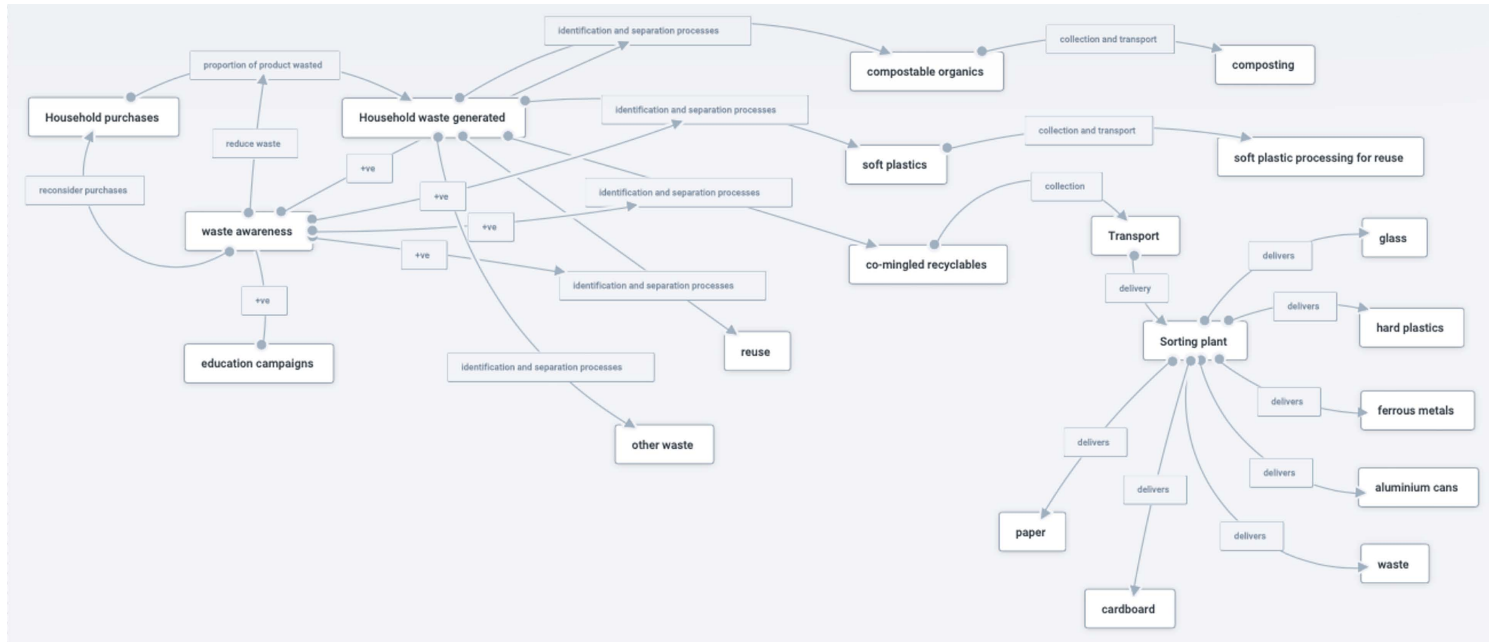 identification and separation processes
collection and transport
compostable organics
composting
proportion of product wasted
Household purchases
Household waste generated
identification and separation processes
collection and transport
reduce waste
soft plastics
soft plastic processing for reuse
+ve
reconsider purchases
+ve
identification and separation processes
collection
waste awareness
+ve
Transport
glass
+ve
co-mingled recyclables
delivers
identification and separation processes
delivery
+ve
delivers
hard plastics
Sorting plant
education campaigns
reuse
identification and separation processes
delivers
ferrous metals
other waste
delivers
delivers
aluminium cans
delivers
paper
delivers
waste
cardboard